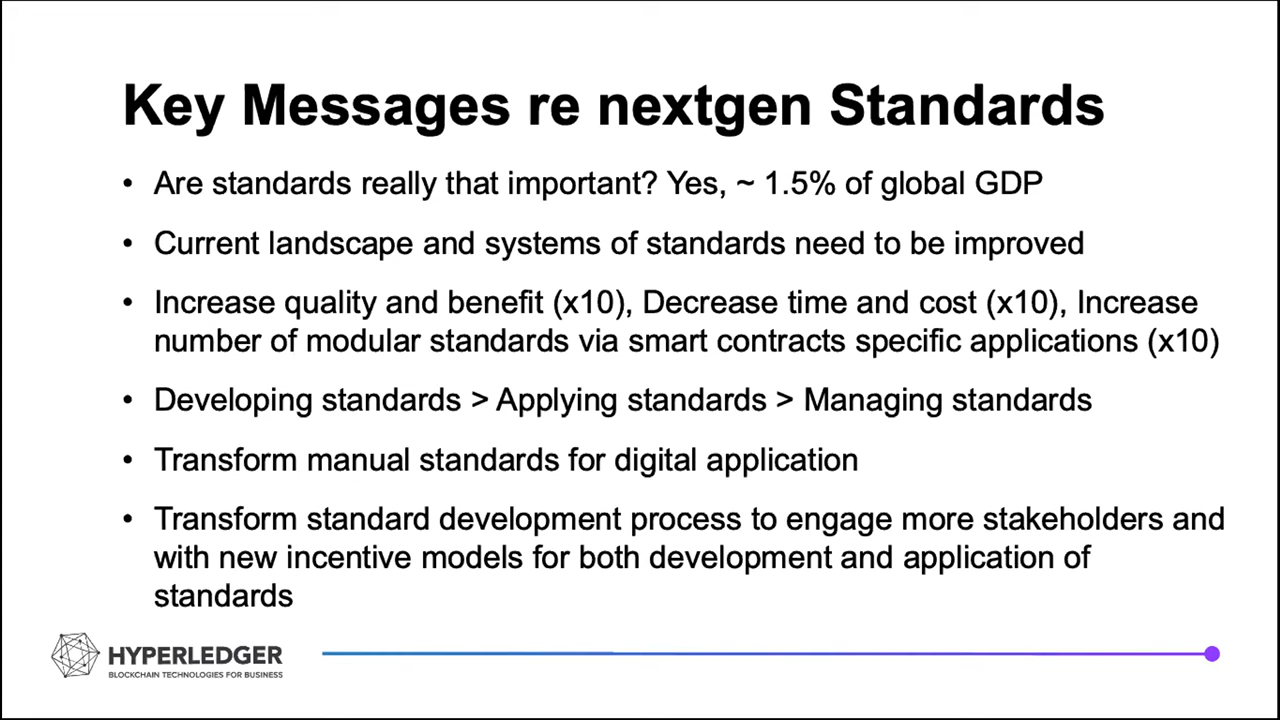 Key Messages re nextgen Standards
• Are standards really that important? Yes, ~ 1.5% of global GDP
• Current landscape and systems of standards need to be improved
• Increase quality and benefit (x10), Decrease time and cost (x10), Increase
number of modular standards via smart contracts specific applications (x10)
• Developing standards > Applying standards > Managing standards
• Transform manual standards for digital application
• Transform standard development process to engage more stakeholders and
with new incentive models for both development and application of
standards
HYPERLEDGER
BLOCKCHAIN TECHNOLOGIES FOR BUSINESS